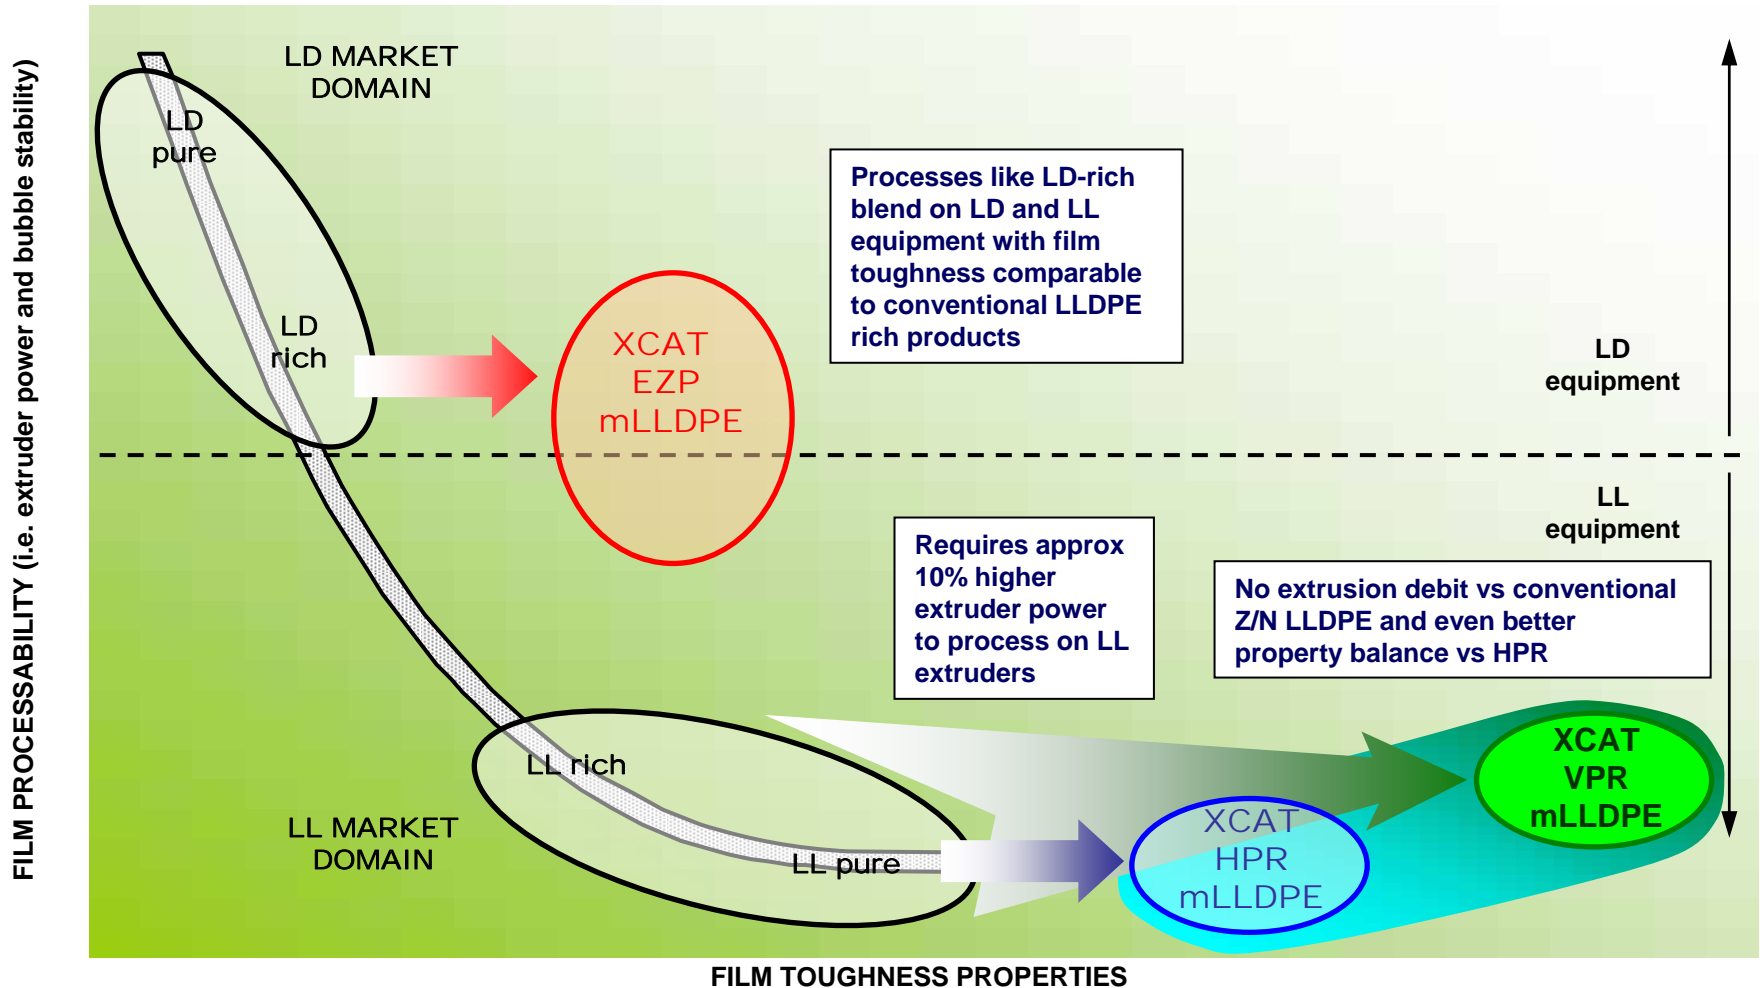 FILM PROCESSABILITY (i.e. extruder power and bubble stability)
LD MARKET
DOMAIN
LD
pure
LD
rich
XCAT
EZP
mLLDPE
Processes like LD-rich
blend on LD and LL
equipment with film
toughness comparable
to conventional LLDPE
rich products
LD
equipment
LL
equipment
Requires approx
10% higher
extruder power
to process on LL
extruders
No extrusion debit vs conventional
Z/N LLDPE and even better
property balance vs HPR
LL rich
LL MARKET
DOMAIN
LL pure
XCAT
HPR
mLLDPE
XCAT
VPR
mLLDPE
FILM TOUGHNESS PROPERTIES